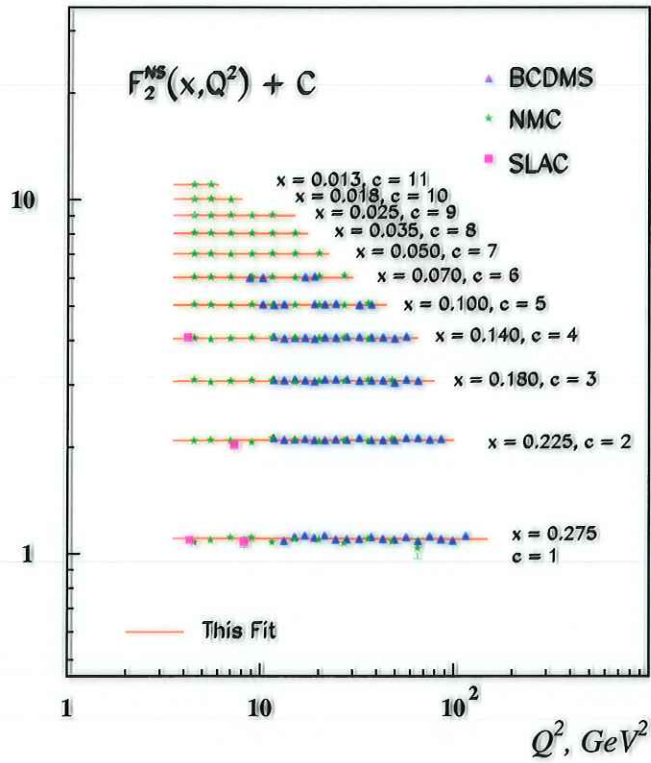 F₂ᴺˢ(x,Q²) + C
BCDMS
NMC
SLAC
10
1
x = 0.013, c = 11
x = 0.018, c = 10
x = 0.025, c = 9
x = 0.035, c = 8
x = 0.050, c = 7
x = 0.070, c = 6
x = 0.100, c = 5
x = 0.140, c = 4
x = 0.180, c = 3
x = 0.225, c = 2
x = 0.275
c = 1
This Fit
1
10
10²
Q², GeV²